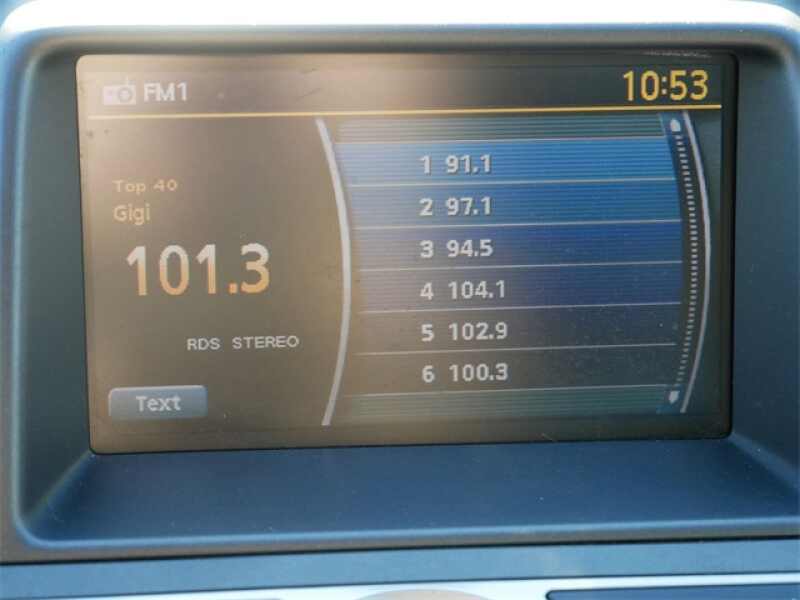 FM1
10:53
Top 40
Gigi
101.3
RDS STEREO
Text
1 91.1
2 97.1
3 94.5
4 104.1
5 102.9
6 100.3